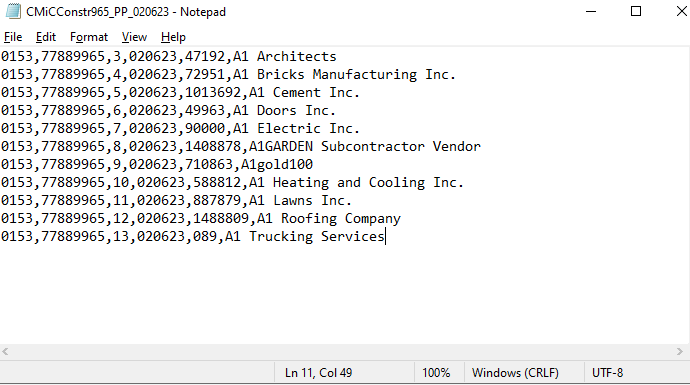 CMiCConstr965_PP_020623 - Notepad
File Edit Format View Help
0153,77889965,3,020623,47192,A1 Architects
0153,77889965,4,020623,72951,A1 Bricks Manufacturing Inc.
0153,77889965,5,020623,1013692,A1 Cement Inc.
0153,77889965,6,020623,49963,A1 Doors Inc.
0153,77889965,7,020623,90000,A1 Electric Inc.
0153,77889965,8,020623,1408878,A1GARDEN Subcontractor Vendor
0153,77889965,9,020623,710863,A1gold100
0153,77889965,10,020623,588812,A1 Heating and Cooling Inc.
0153,77889965,11,020623,887879,A1 Lawns Inc.
0153,77889965,12,020623,1488809,A1 Roofing Company
0153,77889965,13,020623,089,A1 Trucking Services
Ln 11, Col 49 100% Windows (CRLF) UTF-8